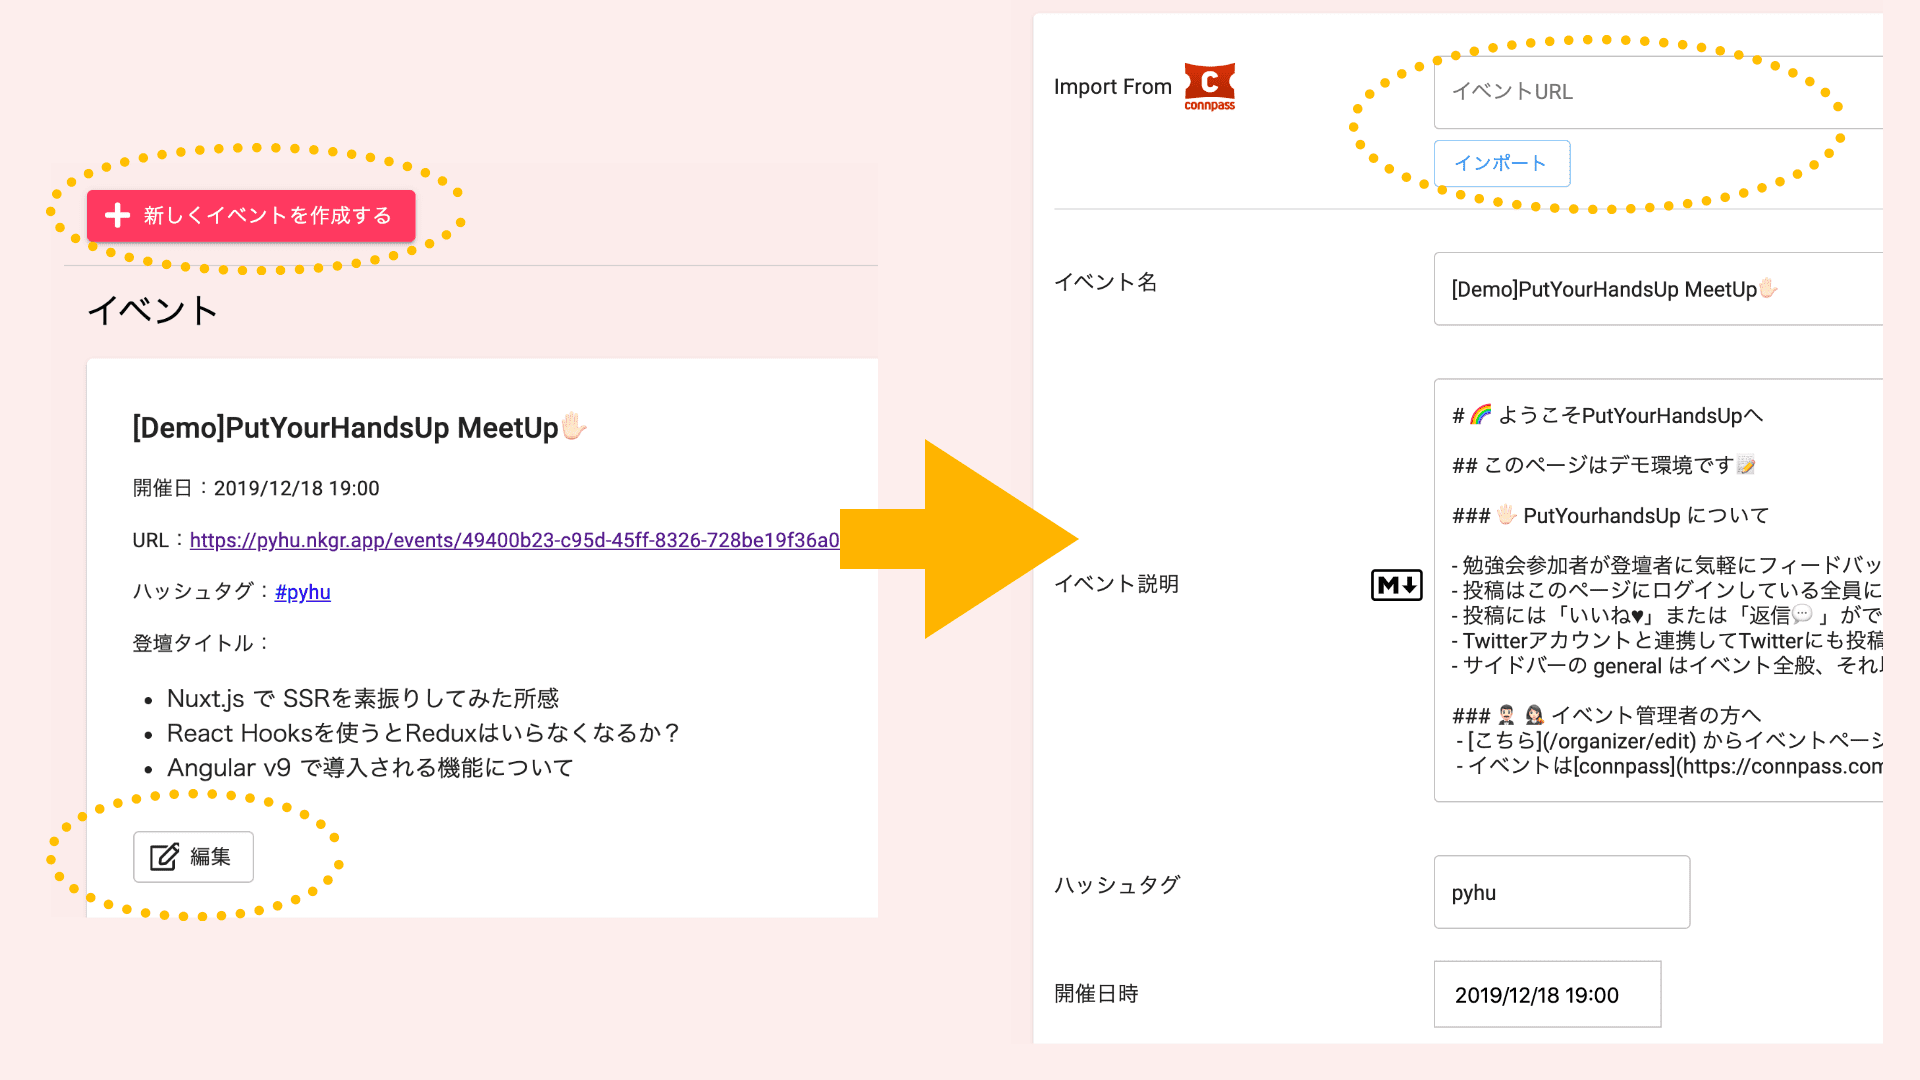 新しくイベントを作成する
イベント
[Demo]PutYourHandsUp MeetUp✋🏻
開催日：2019/12/18 19:00
URL：https://pyhu.nkgr.app/events/49400b23-c95d-45ff-8326-728be19f36a0
ハッシュタグ：#pyhu
登壇タイトル：
• Nuxt.js で SSRを素振りしてみた所感
• React Hooksを使うとReduxはいらなくなるか？
• Angular v9 で導入される機能について
編集
Import From
C
connpass
イベントURL
インポート
イベント名
[Demo]PutYourHandsUp MeetUp✋🏻
イベント説明
M↓
# 🌈 ようこそPutYourHandsUpへ
## このページはデモ環境です📝
### ✋🏻 PutYourhandsUp について
- 勉強会参加者が登壇者に気軽にフィードバッ
- 投稿はこのページにログインしている全員に
- 投稿には「いいね♥」または「返信💬 」がで
- Twitterアカウントと連携してTwitterにも投稿
- サイドバーの general はイベント全般、それ
### 🤵🏻 👩🏻‍🎤 イベント管理者の方へ
- [こちら](/organizer/edit) からイベントペー
- イベントは[connpass](https://connpass.com
ハッシュタグ
pyhu
開催日時
2019/12/18 19:00